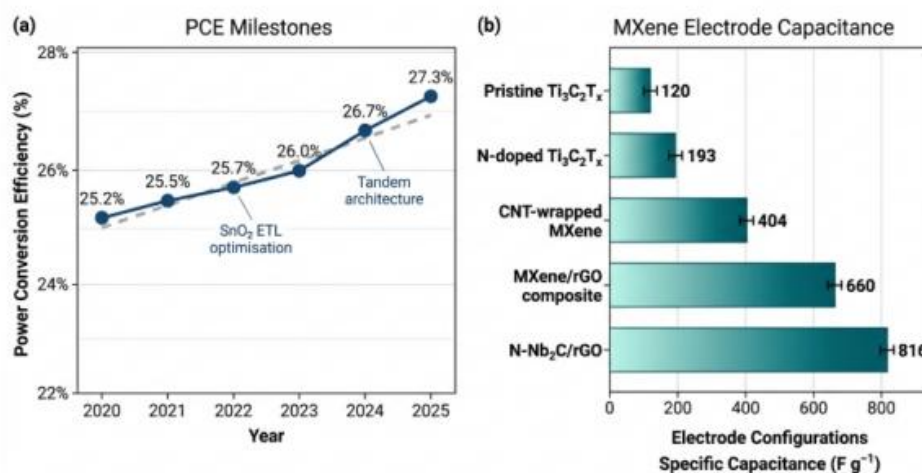 (a) PCE Milestones
28%
26%
24%
22%
Power Conversion Efficiency (%)
25.2%
25.5%
25.7%
26.0%
26.7%
27.3%
SnO₂ ETL
optimisation
Tandem
architecture
2020 2021 2022 2023 2024 2025
Year
(b) MXene Electrode Capacitance
Pristine Ti₃C₂Tₓ 120
N-doped Ti₃C₂Tₓ 193
CNT-wrapped
MXene 404
MXene/rGO
composite 660
N-Nb₂C/rGO 816
0 200 400 600 800
Electrode Configurations
Specific Capacitance (F g⁻¹)